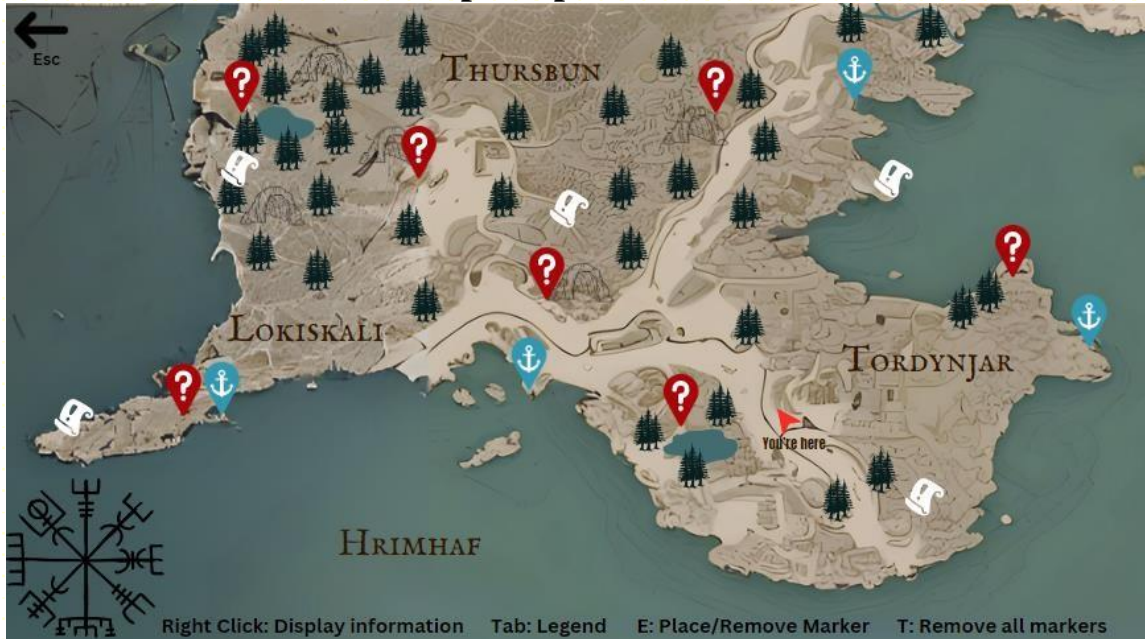 Esc
THURSBUN
LOKISKALI
TORDYNJAR
You're here
HRIMHAF
Right Click: Display information Tab: Legend E: Place/Remove Marker T: Remove all markers